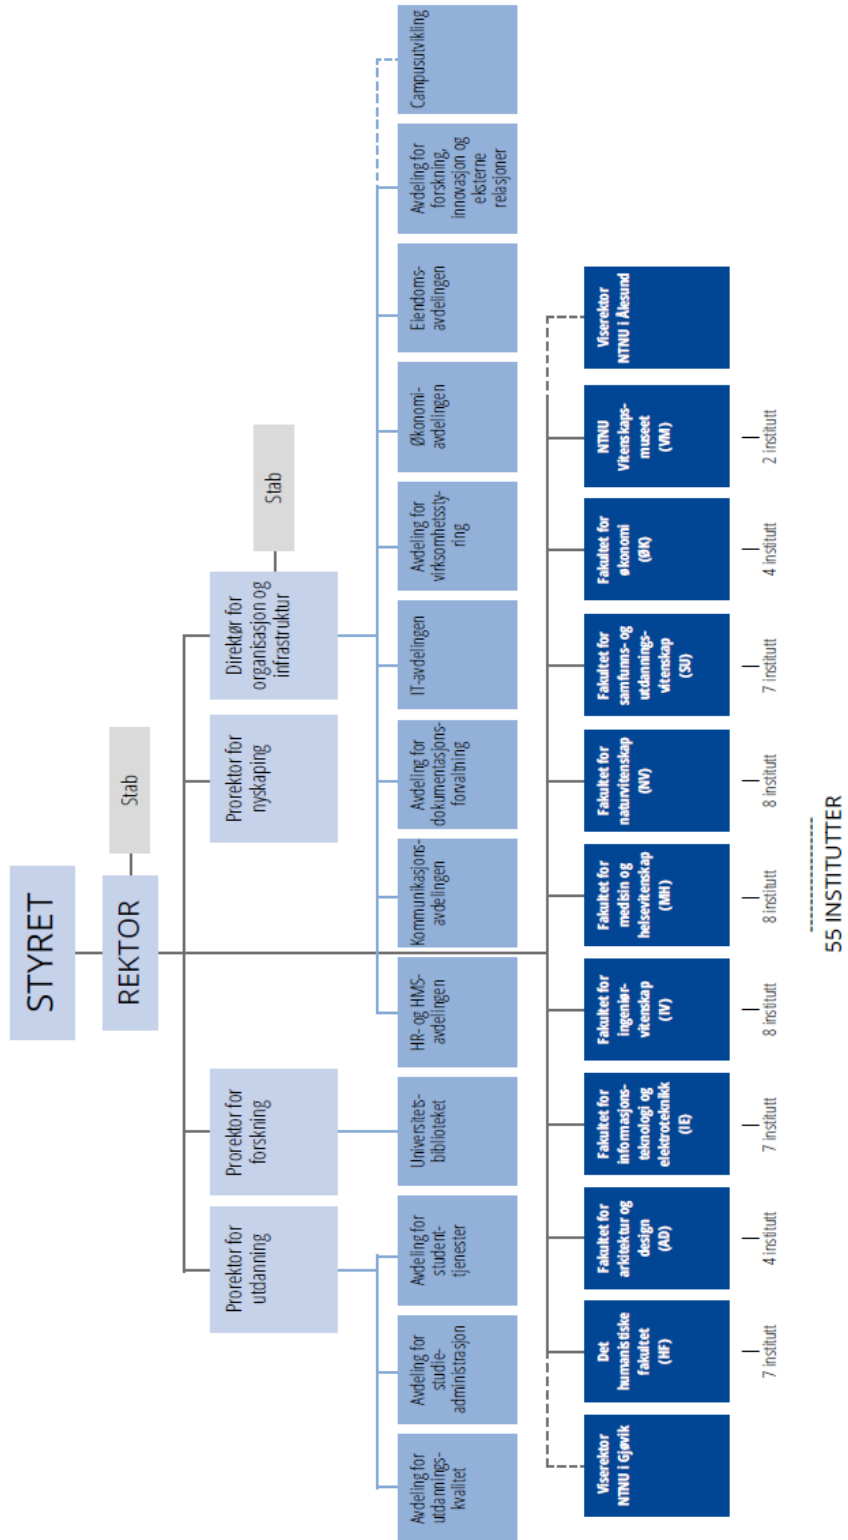 STYRET
REKTOR
Stab
Prorektor for
utdanning
Prorektor for
forskning
Prorektor for
nyskaping
Direktør for
organisasjon og
infrastruktur
Stab
Avdeling for
utdannings-
kvalitet
Avdeling for
studie-
administrasjon
Avdeling for
student-
tjenester
Universitets-
biblioteket
HR- og HMS-
avdelingen
Kommunikasjons-
avdelingen
Avdeling for
dokumentasjons-
forvaltning
IT-avdelingen
Avdeling for
virksomhetssty-
ring
Økonomi-
avdelingen
Eiendoms-
avdelingen
Avdeling for
forskning,
innovasjon og
eksterne
relasjoner
Campusutvikling
Viserektor
NTNU i Gjøvik
Det
humanistiske
fakultet
(HF)
Fakultet for
arkitektur og
design
(AD)
Fakultet for
informasjons-
teknologi og
elektroteknikk
(IE)
Fakultet for
ingeniør-
vitenskap
(IV)
Fakultet for
medisin og
helsevitenskap
(MH)
Fakultet for
naturvitenskap
(NV)
Fakultet for
samfunns- og
utdannings-
vitenskap
(SU)
Fakultet for
økonomi
(ØK)
NTNU
Vitenskaps-
museet
(VM)
Viserektor
NTNU i Ålesund
7 institutt
4 institutt
7 institutt
8 institutt
8 institutt
8 institutt
7 institutt
4 institutt
2 institutt
55 INSTITUTTER